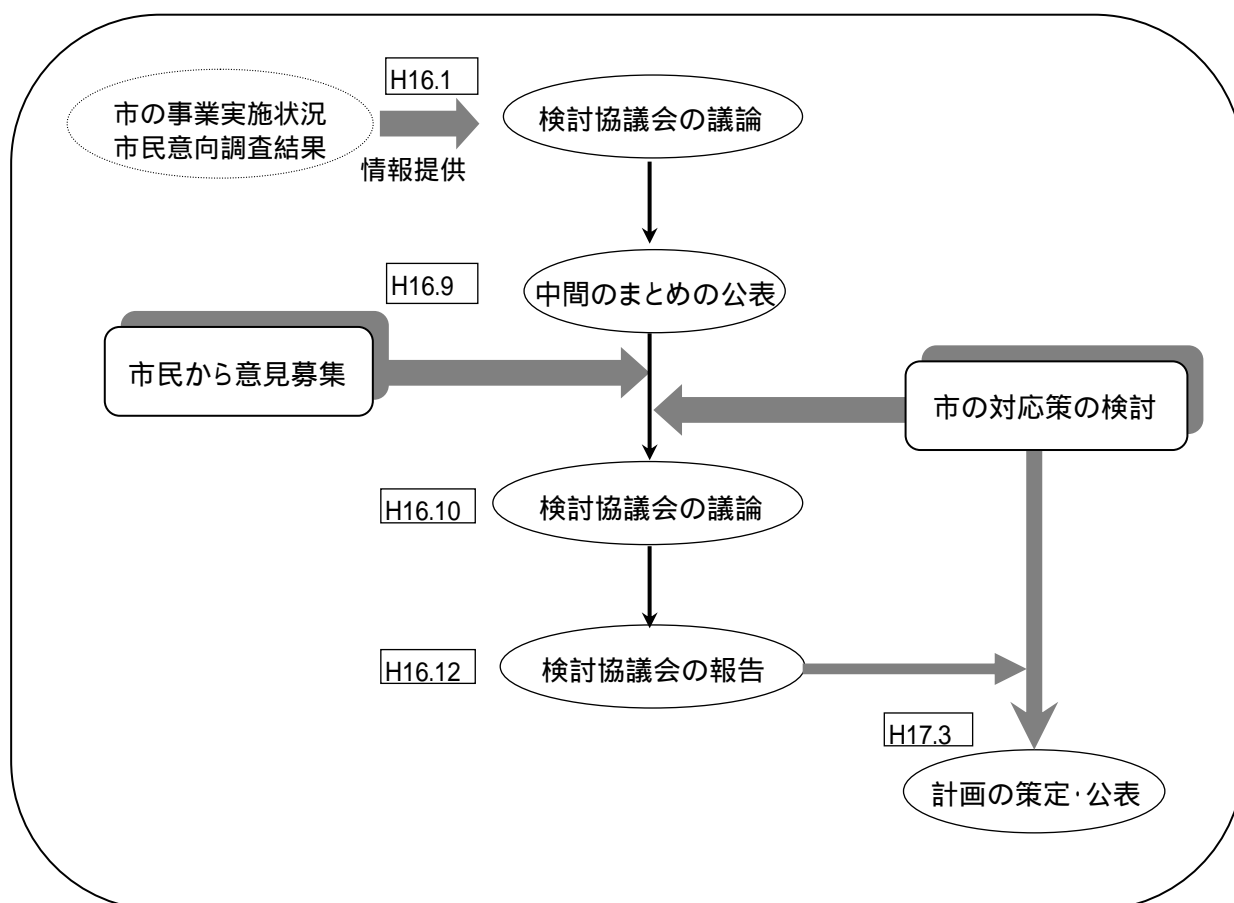 H16.1
市の事業実施状況
市民意向調査結果
情報提供
検討協議会の議論
H16.9
中間のまとめの公表
市民から意見募集
市の対応策の検討
H16.10
検討協議会の議論
H16.12
検討協議会の報告
H17.3
計画の策定・公表